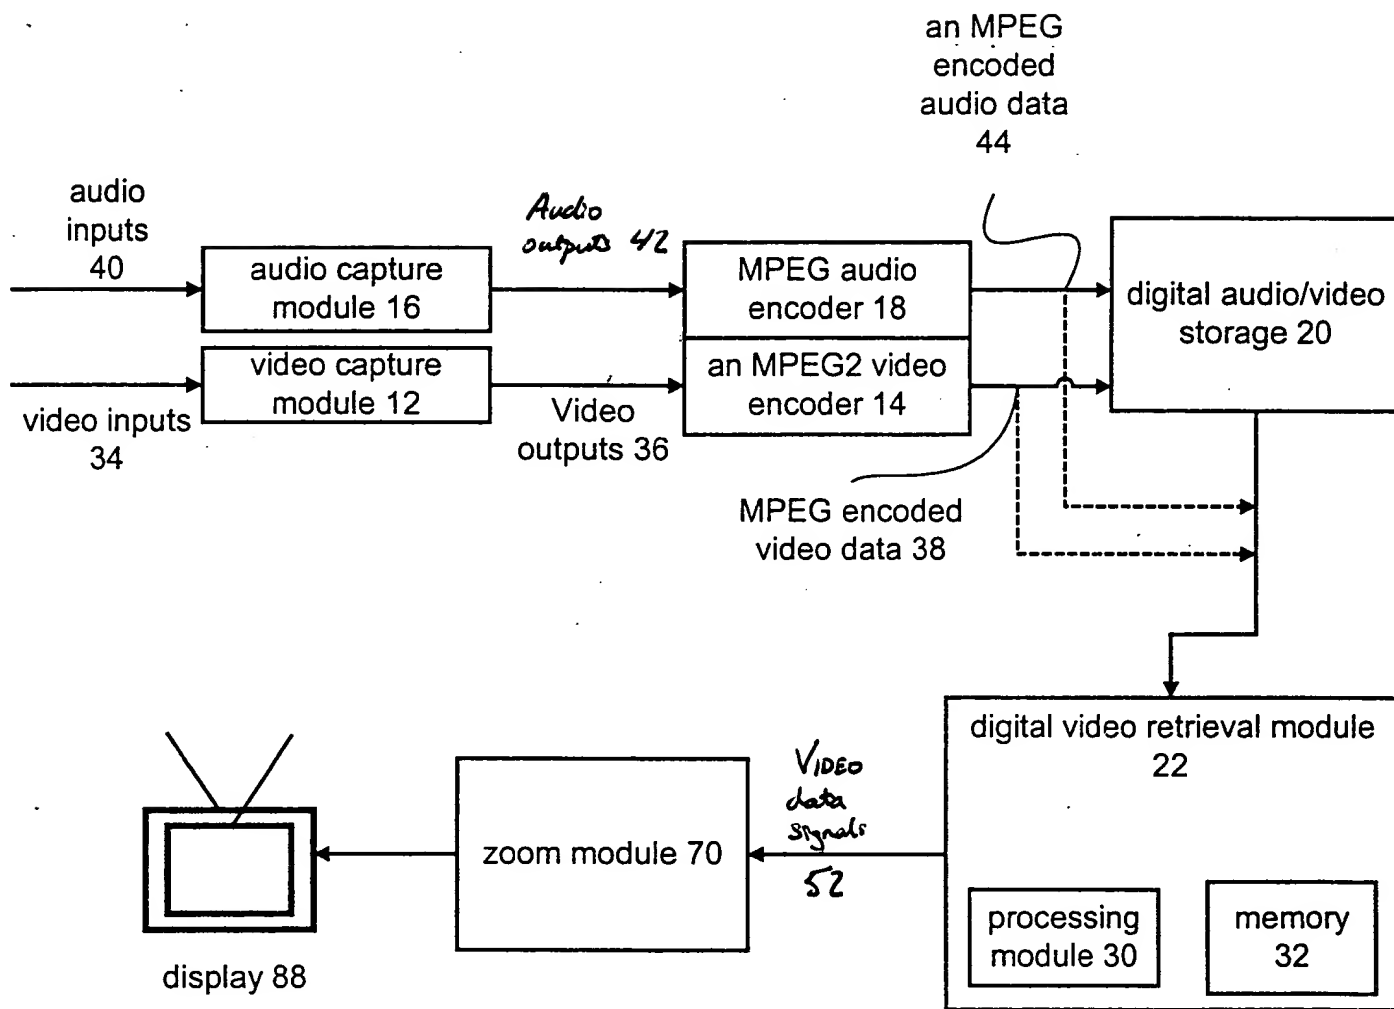 an MPEG
encoded
audio data
44
audio
inputs
40
Audio
outputs 42
audio capture
module 16
MPEG audio
encoder 18
digital audio/video
storage 20
video capture
module 12
an MPEG2 video
encoder 14
video inputs
34
Video
outputs 36
MPEG encoded
video data 38
digital video retrieval module
22
VIDEO
data
signals
52
zoom module 70
processing
module 30
memory
32
display 88